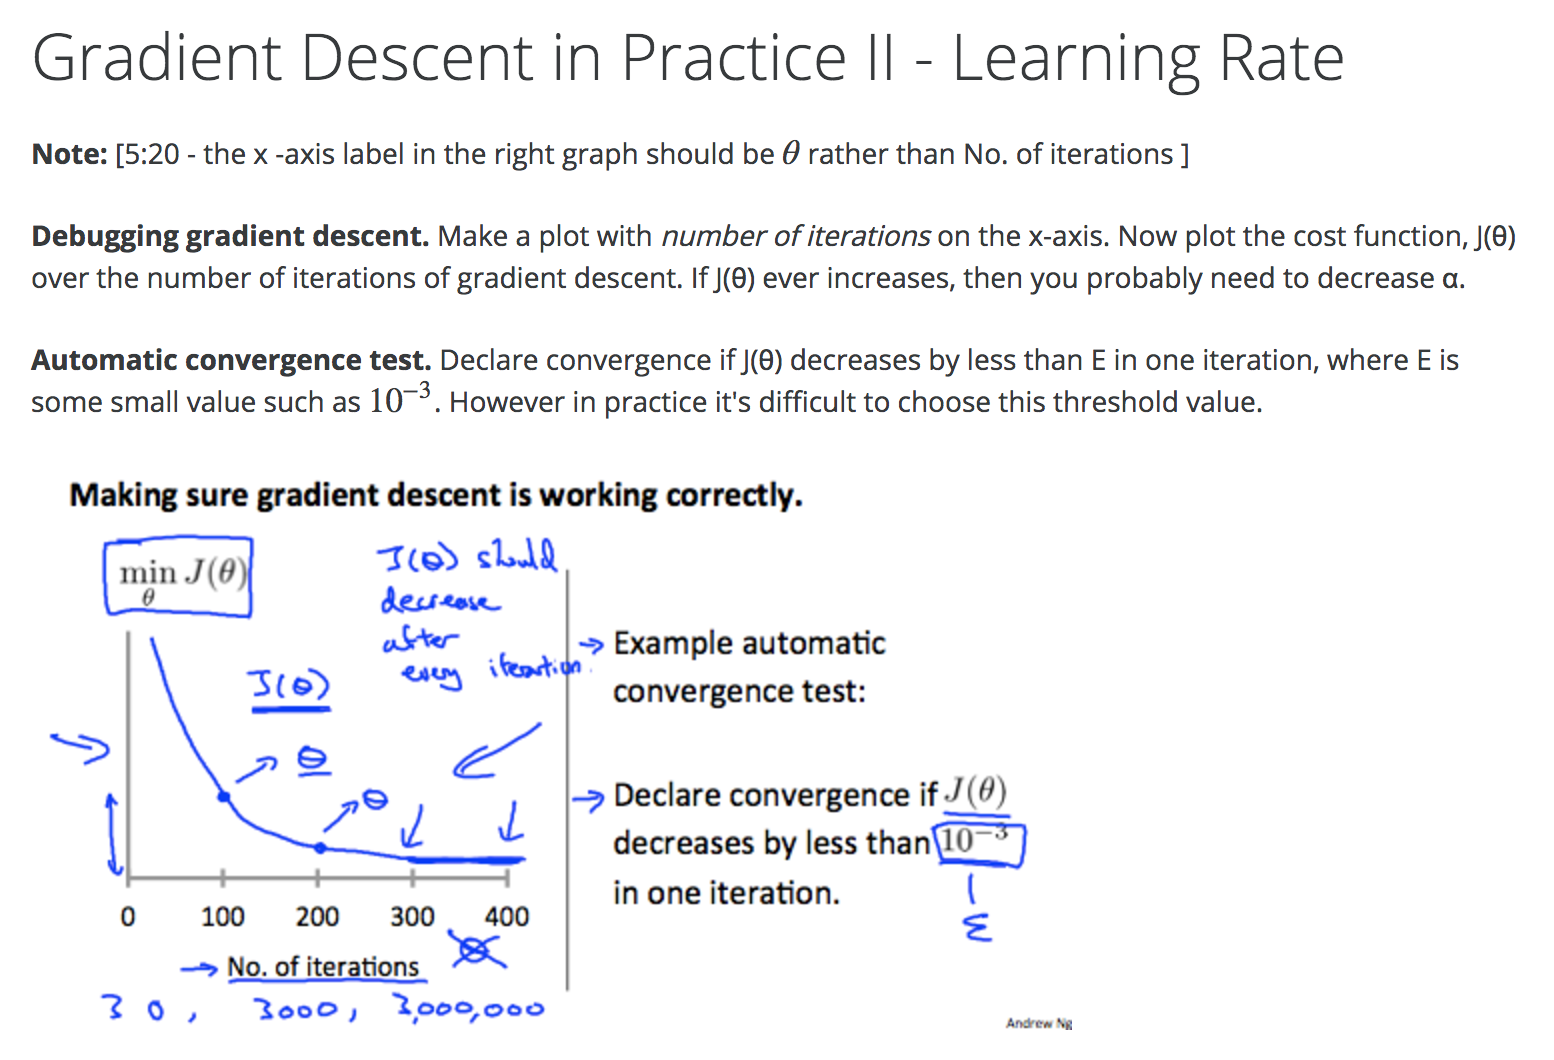 Gradient Descent in Practice II - Learning Rate
Note: [5:20 - the x -axis label in the right graph should be θ rather than No. of iterations ]
Debugging gradient descent. Make a plot with number of iterations on the x-axis. Now plot the cost function, J(θ)
over the number of iterations of gradient descent. If J(θ) ever increases, then you probably need to decrease α.
Automatic convergence test. Declare convergence if J(θ) decreases by less than E in one iteration, where E is
some small value such as 10⁻³. However in practice it's difficult to choose this threshold value.
Making sure gradient descent is working correctly.
min J(θ)
θ
J(θ) should
decrease
after
every iteration.
J(θ)
θ
θ
0 100 200 300 400
→ No. of iterations
30, 3000, 3,000,000
→ Example automatic
convergence test:
→ Declare convergence if J(θ)
decreases by less than 10⁻³
in one iteration.
ε
Andrew Ng